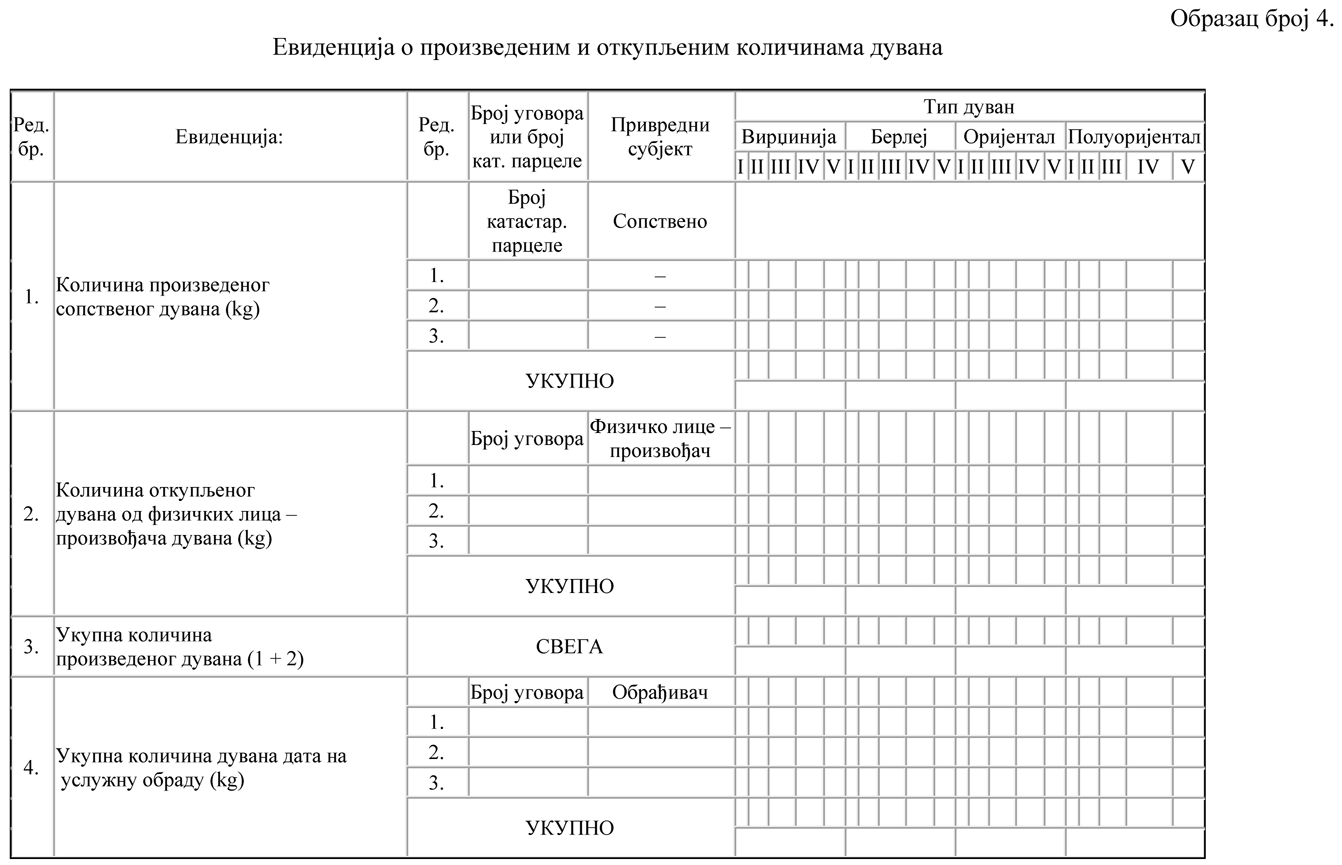 Образац број 4.
Евиденција о произведеним и откупљеним количинама дувана
Ред. бр.
Евиденција:
Ред. бр.
Број уговора
или број
кат. парцеле
Привредни
субјект
Тип дуван
Вирџинија Берлеј Оријентал Полуоријентал
I II III IV V I II III IV V I II III IV V I II III IV V
1.
Количина произведеног
сопственог дувана (kg)
Број
катастар.
парцеле
Сопствено
1. –
2. –
3. –
УКУПНО
2.
Количина откупљеног
дувана од физичких лица –
произвођача дувана (kg)
Број уговора
Физичко лице –
произвођач
1.
2.
3.
УКУПНО
3.
Укупна количина
произведеног дувана (1 + 2)
СВЕГА
4.
Укупна количина дувана дата на
услужну обраду (kg)
Број уговора Обрађивач
1.
2.
3.
УКУПНО